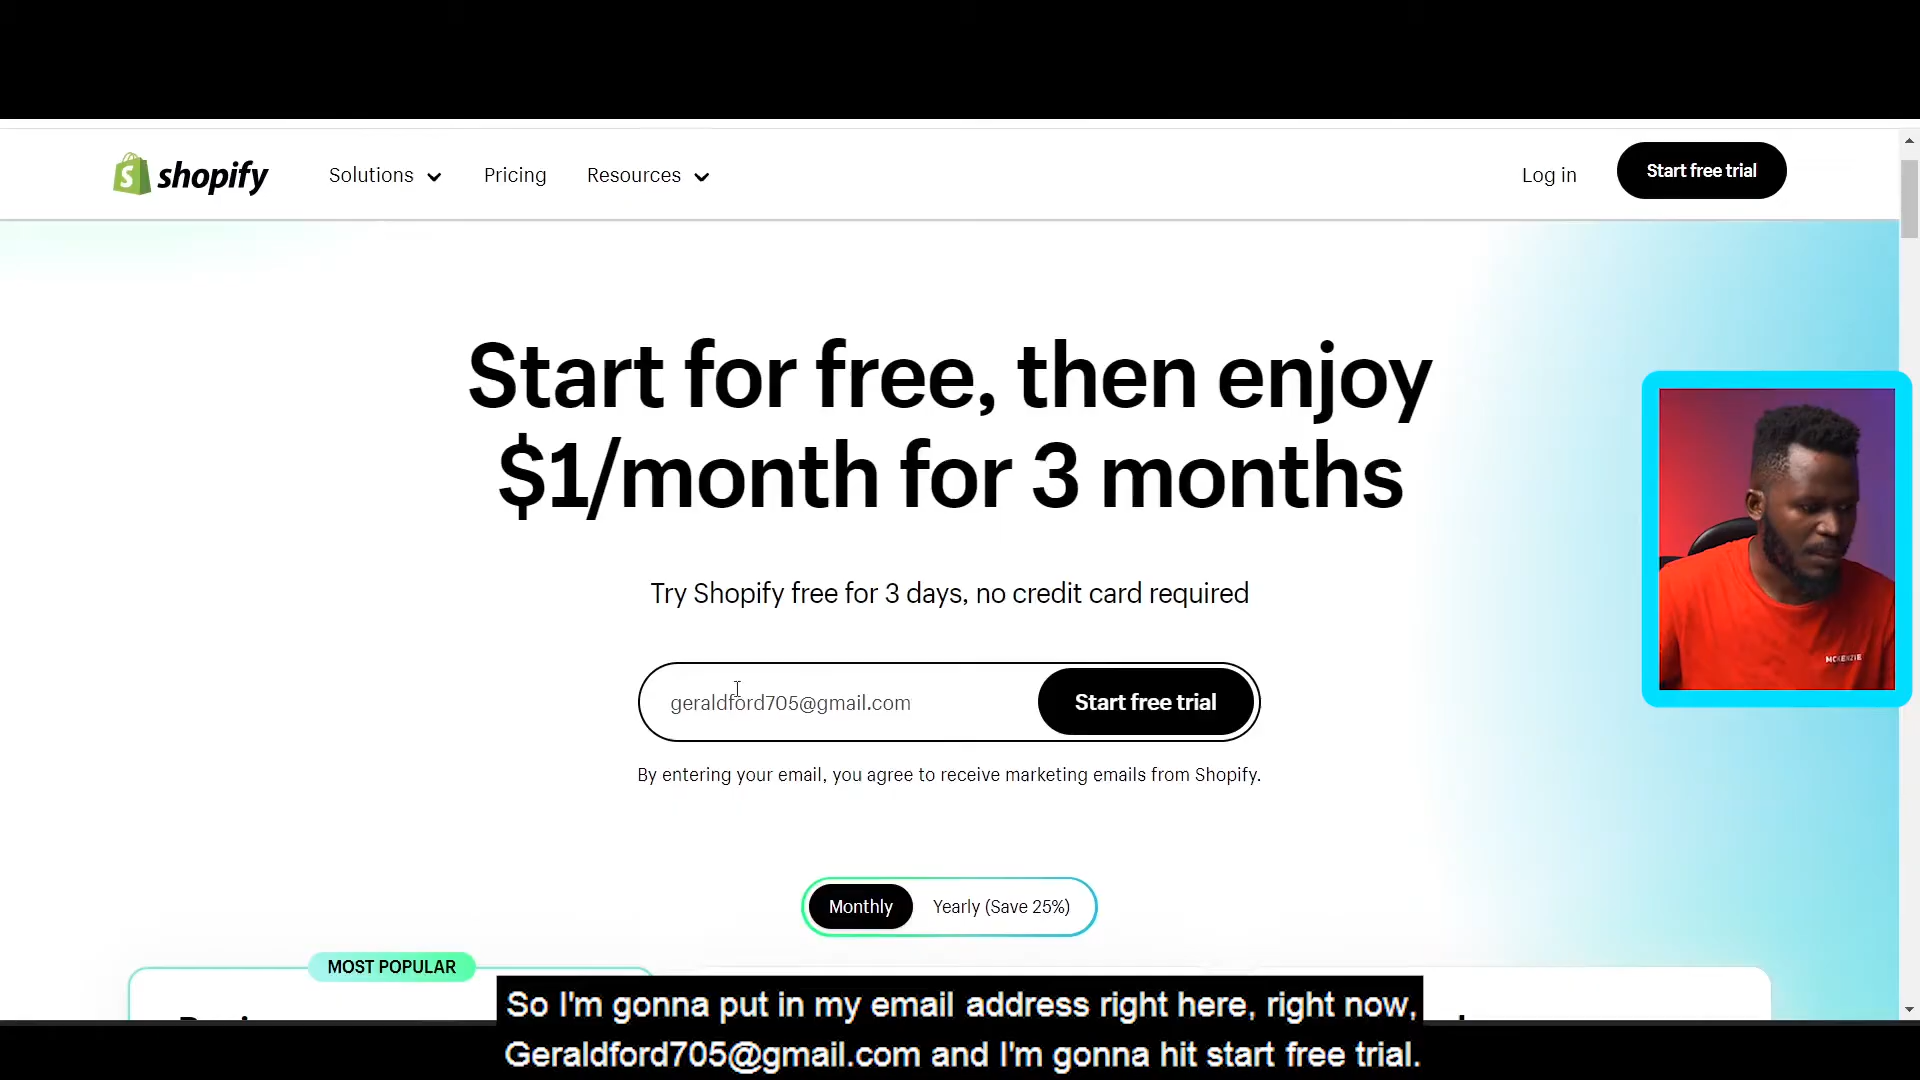 shopify
Solutions
Pricing
Resources
Log in
Start free trial
Start for free, then enjoy
$1/month for 3 months
Try Shopify free for 3 days, no credit card required
geraldford705@gmail.com
Start free trial
By entering your email, you agree to receive marketing emails from Shopify.
MCKENZIE
Monthly
Yearly (Save 25%)
MOST POPULAR
So I'm gonna put in my email address right here, right now,
Geraldford705@gmail.com and I'm gonna hit start free trial.